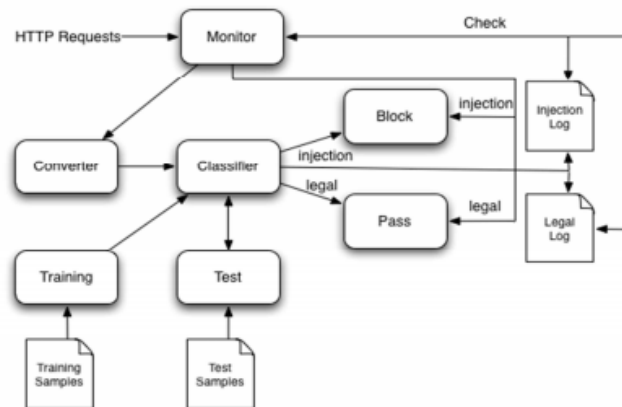 Check
HTTP Requests
Monitor
Block
injection
Injection
Log
Converter
Classifier
injection
legal
Pass
legal
Legal
Log
Training
Test
Training
Samples
Test
Samples